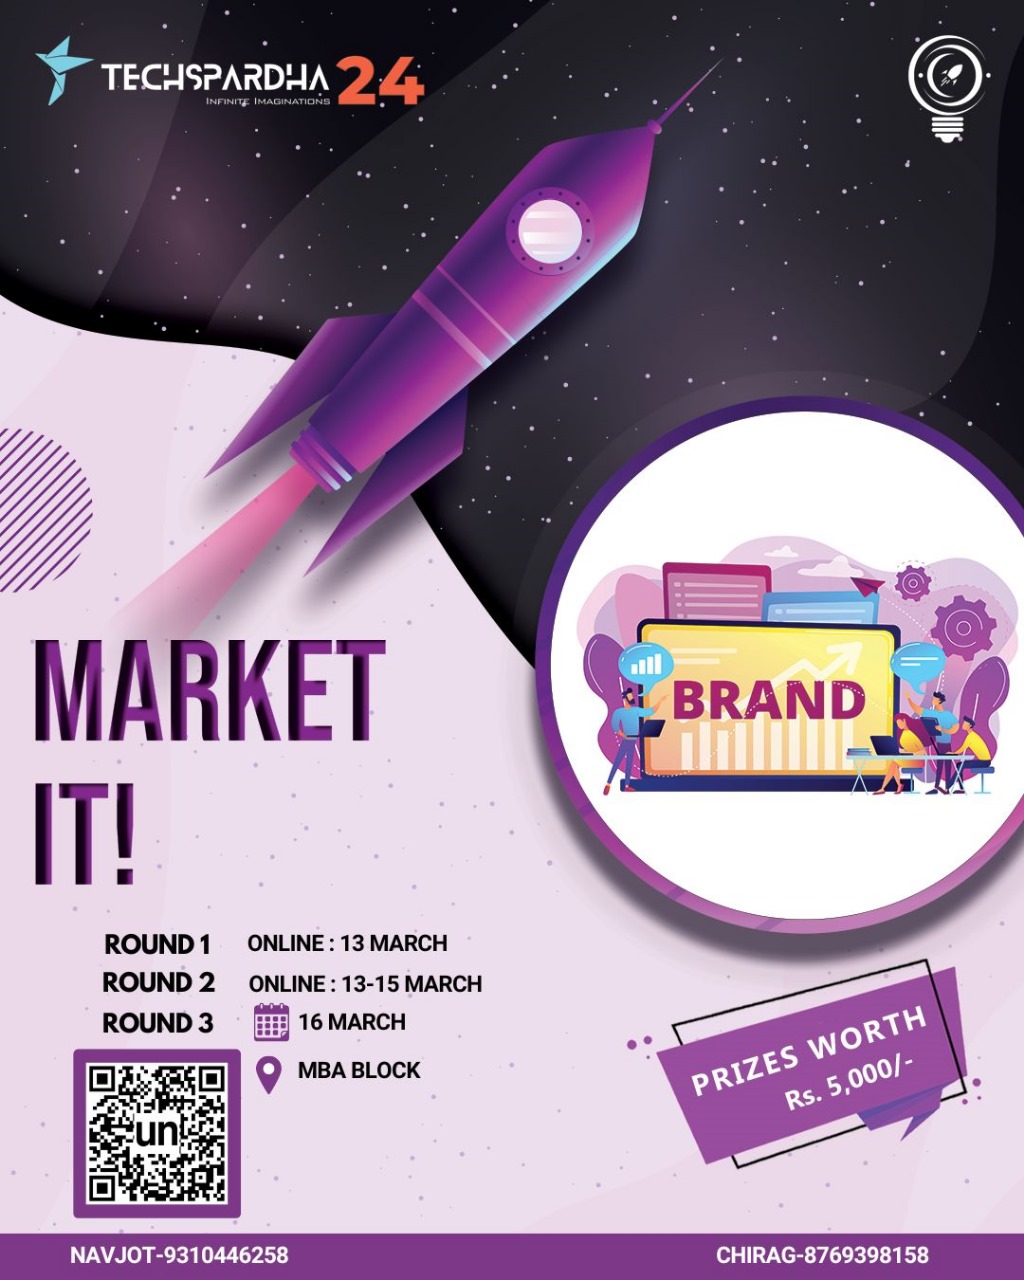 TECHSPARDHA 24
INFINITE IMAGINATIONS
BRAND
MARKET
IT!
ROUND 1 ONLINE : 13 MARCH
ROUND 2 ONLINE : 13-15 MARCH
ROUND 3 16 MARCH
MBA BLOCK
PRIZES WORTH
Rs. 5,000/-
un
NAVJOT-9310446258 CHIRAG-8769398158